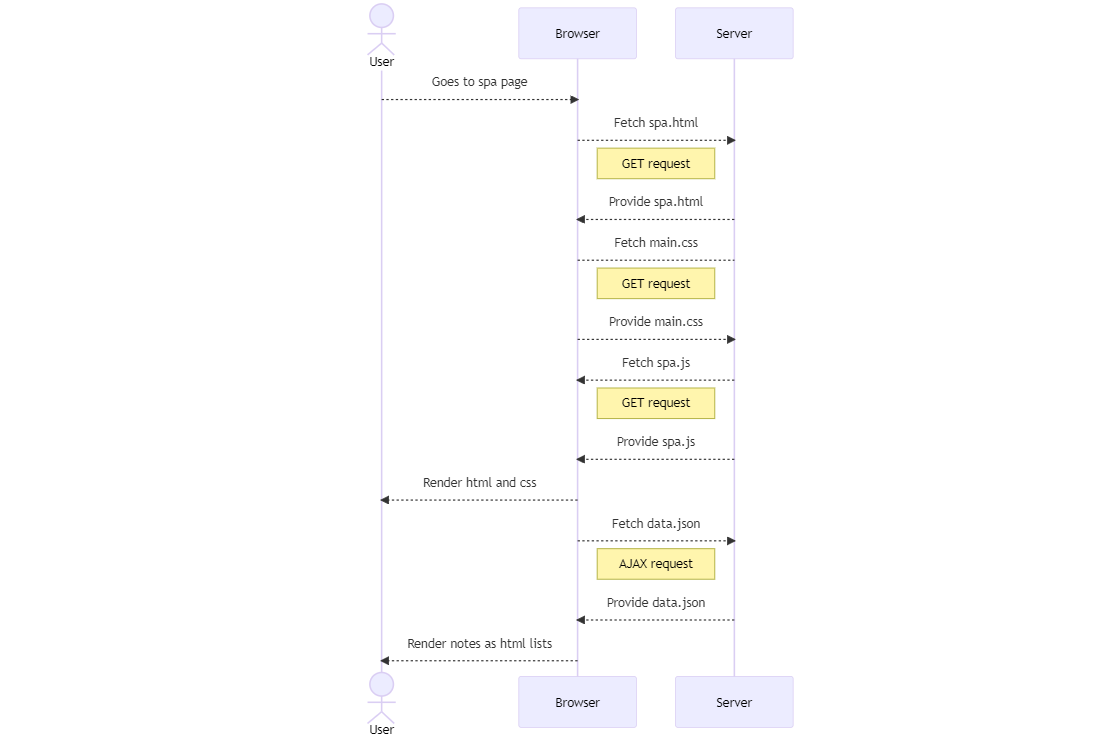 Browser
Server
User
Goes to spa page
Fetch spa.html
GET request
Provide spa.html
Fetch main.css
GET request
Provide main.css
Fetch spa.js
GET request
Provide spa.js
Render html and css
Fetch data.json
AJAX request
Provide data.json
Render notes as html lists
Browser
Server
User